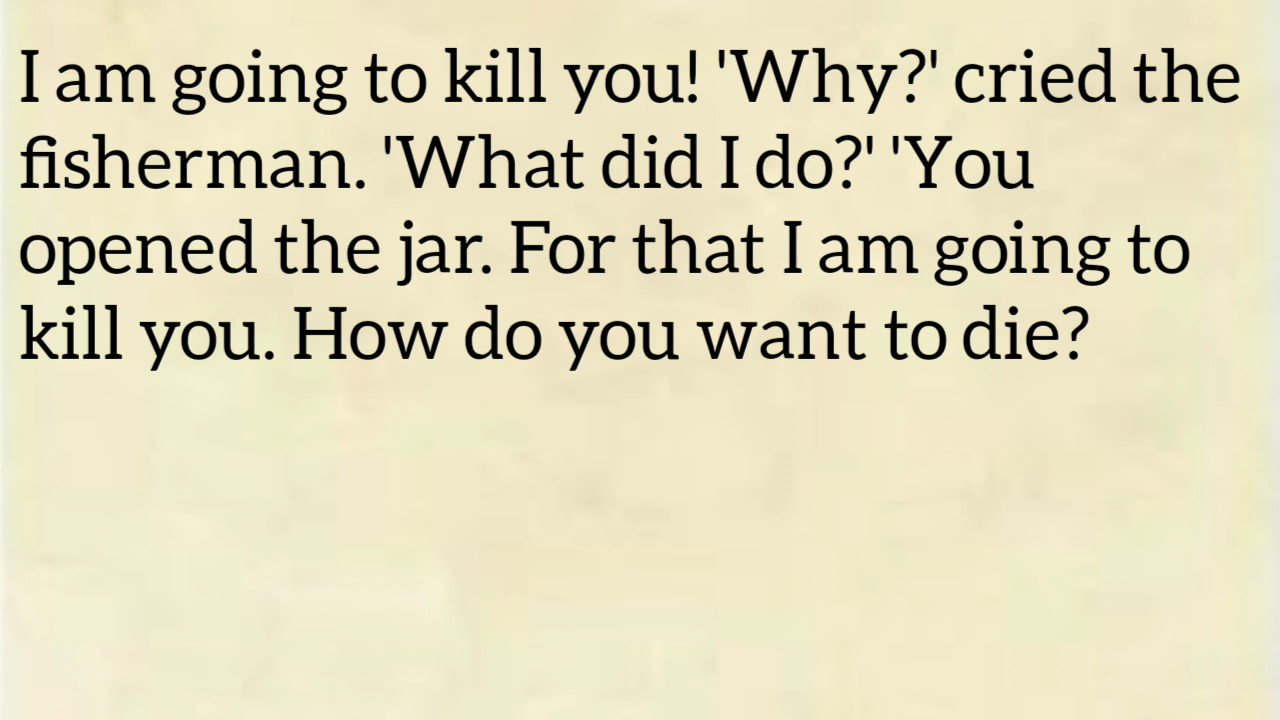 I am going to kill you! 'Why?' cried the
fisherman. 'What did I do?' 'You
opened the jar. For that I am going to
kill you. How do you want to die?